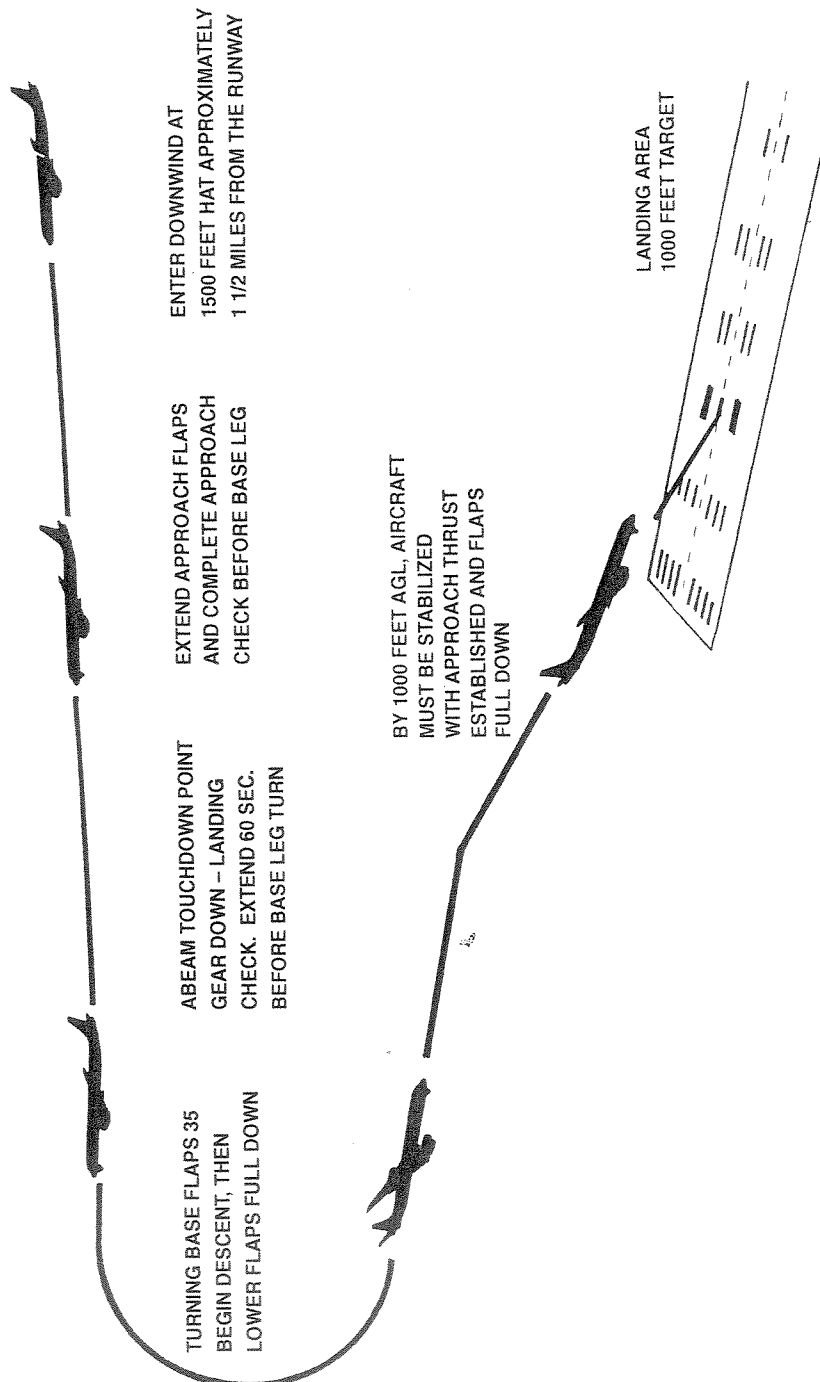 ENTER DOWNWIND AT
1500 FEET HAT APPROXIMATELY
1 1/2 MILES FROM THE RUNWAY
EXTEND APPROACH FLAPS
AND COMPLETE APPROACH
CHECK BEFORE BASE LEG
ABEAM TOUCHDOWN POINT
GEAR DOWN – LANDING
CHECK. EXTEND 60 SEC.
BEFORE BASE LEG TURN
TURNING BASE FLAPS 35
BEGIN DESCENT, THEN
LOWER FLAPS FULL DOWN
BY 1000 FEET AGL, AIRCRAFT
MUST BE STABILIZED
WITH APPROACH THRUST
ESTABLISHED AND FLAPS
FULL DOWN
LANDING AREA
1000 FEET TARGET